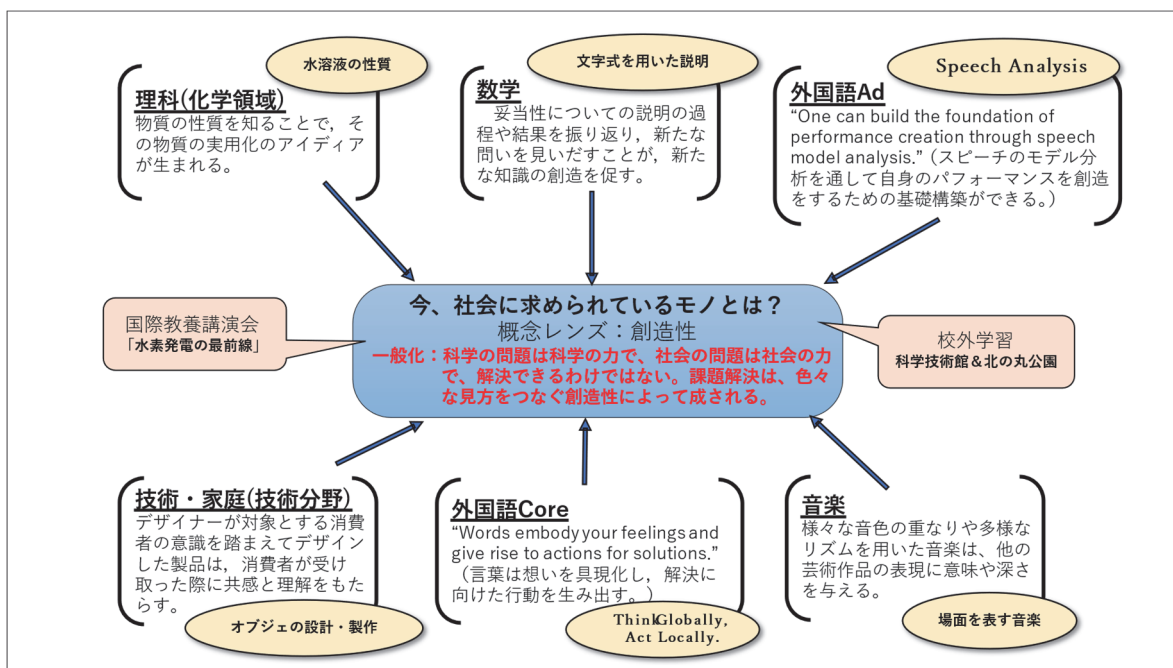 水溶液の性質
理科(化学領域)
物質の性質を知ることで，そ
の物質の実用化のアイディア
が生まれる。
文字式を用いた説明
数学
妥当性についての説明の過
程や結果を振り返り，新たな
問いを見いだすことが，新た
な知識の創造を促す。
Speech Analysis
外国語Ad
“One can build the foundation of
performance creation through speech
model analysis.”（スピーチのモデル分
析を通して自身のパフォーマンスを創造
をするための基礎構築ができる。）
国際教養講演会
「水素発電の最前線」
今、社会に求められているモノとは？
概念レンズ：創造性
一般化：科学の問題は科学の力で、社会の問題は社会の力
で、解決できるわけではない。課題解決は、色々
な見方をつなぐ創造性によって成される。
校外学習
科学技術館＆北の丸公園
技術・家庭(技術分野)
デザイナーが対象とする消費
者の意識を踏まえてデザイン
した製品は，消費者が受け
取った際に共感と理解をもた
らす。
オブジェの設計・製作
外国語Core
“Words embody your feelings and
give rise to actions for solutions.”
（言葉は想いを具現化し，解決に
向けた行動を生み出す。）
Think Globally,
Act Locally.
音楽
様々な音色の重なりや多様な
リズムを用いた音楽は、他の
芸術作品の表現に意味や深さ
を与える。
場面を表す音楽